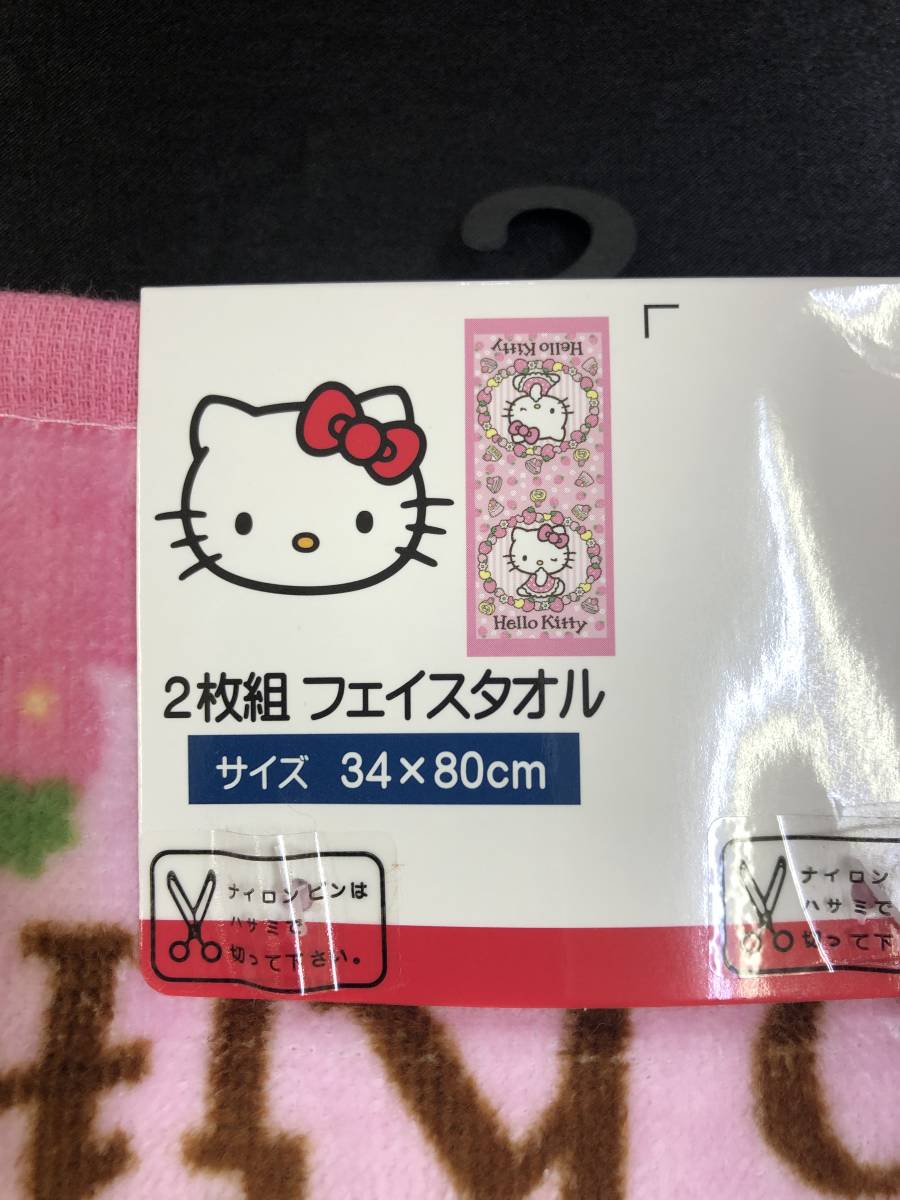 Hello Kitty
Hello Kitty
2枚組 フェイスタオル
サイズ 34×80cm
ナイロンピンは
ハサミで
切って下さい。
ナイロン
ハサミで
切って下